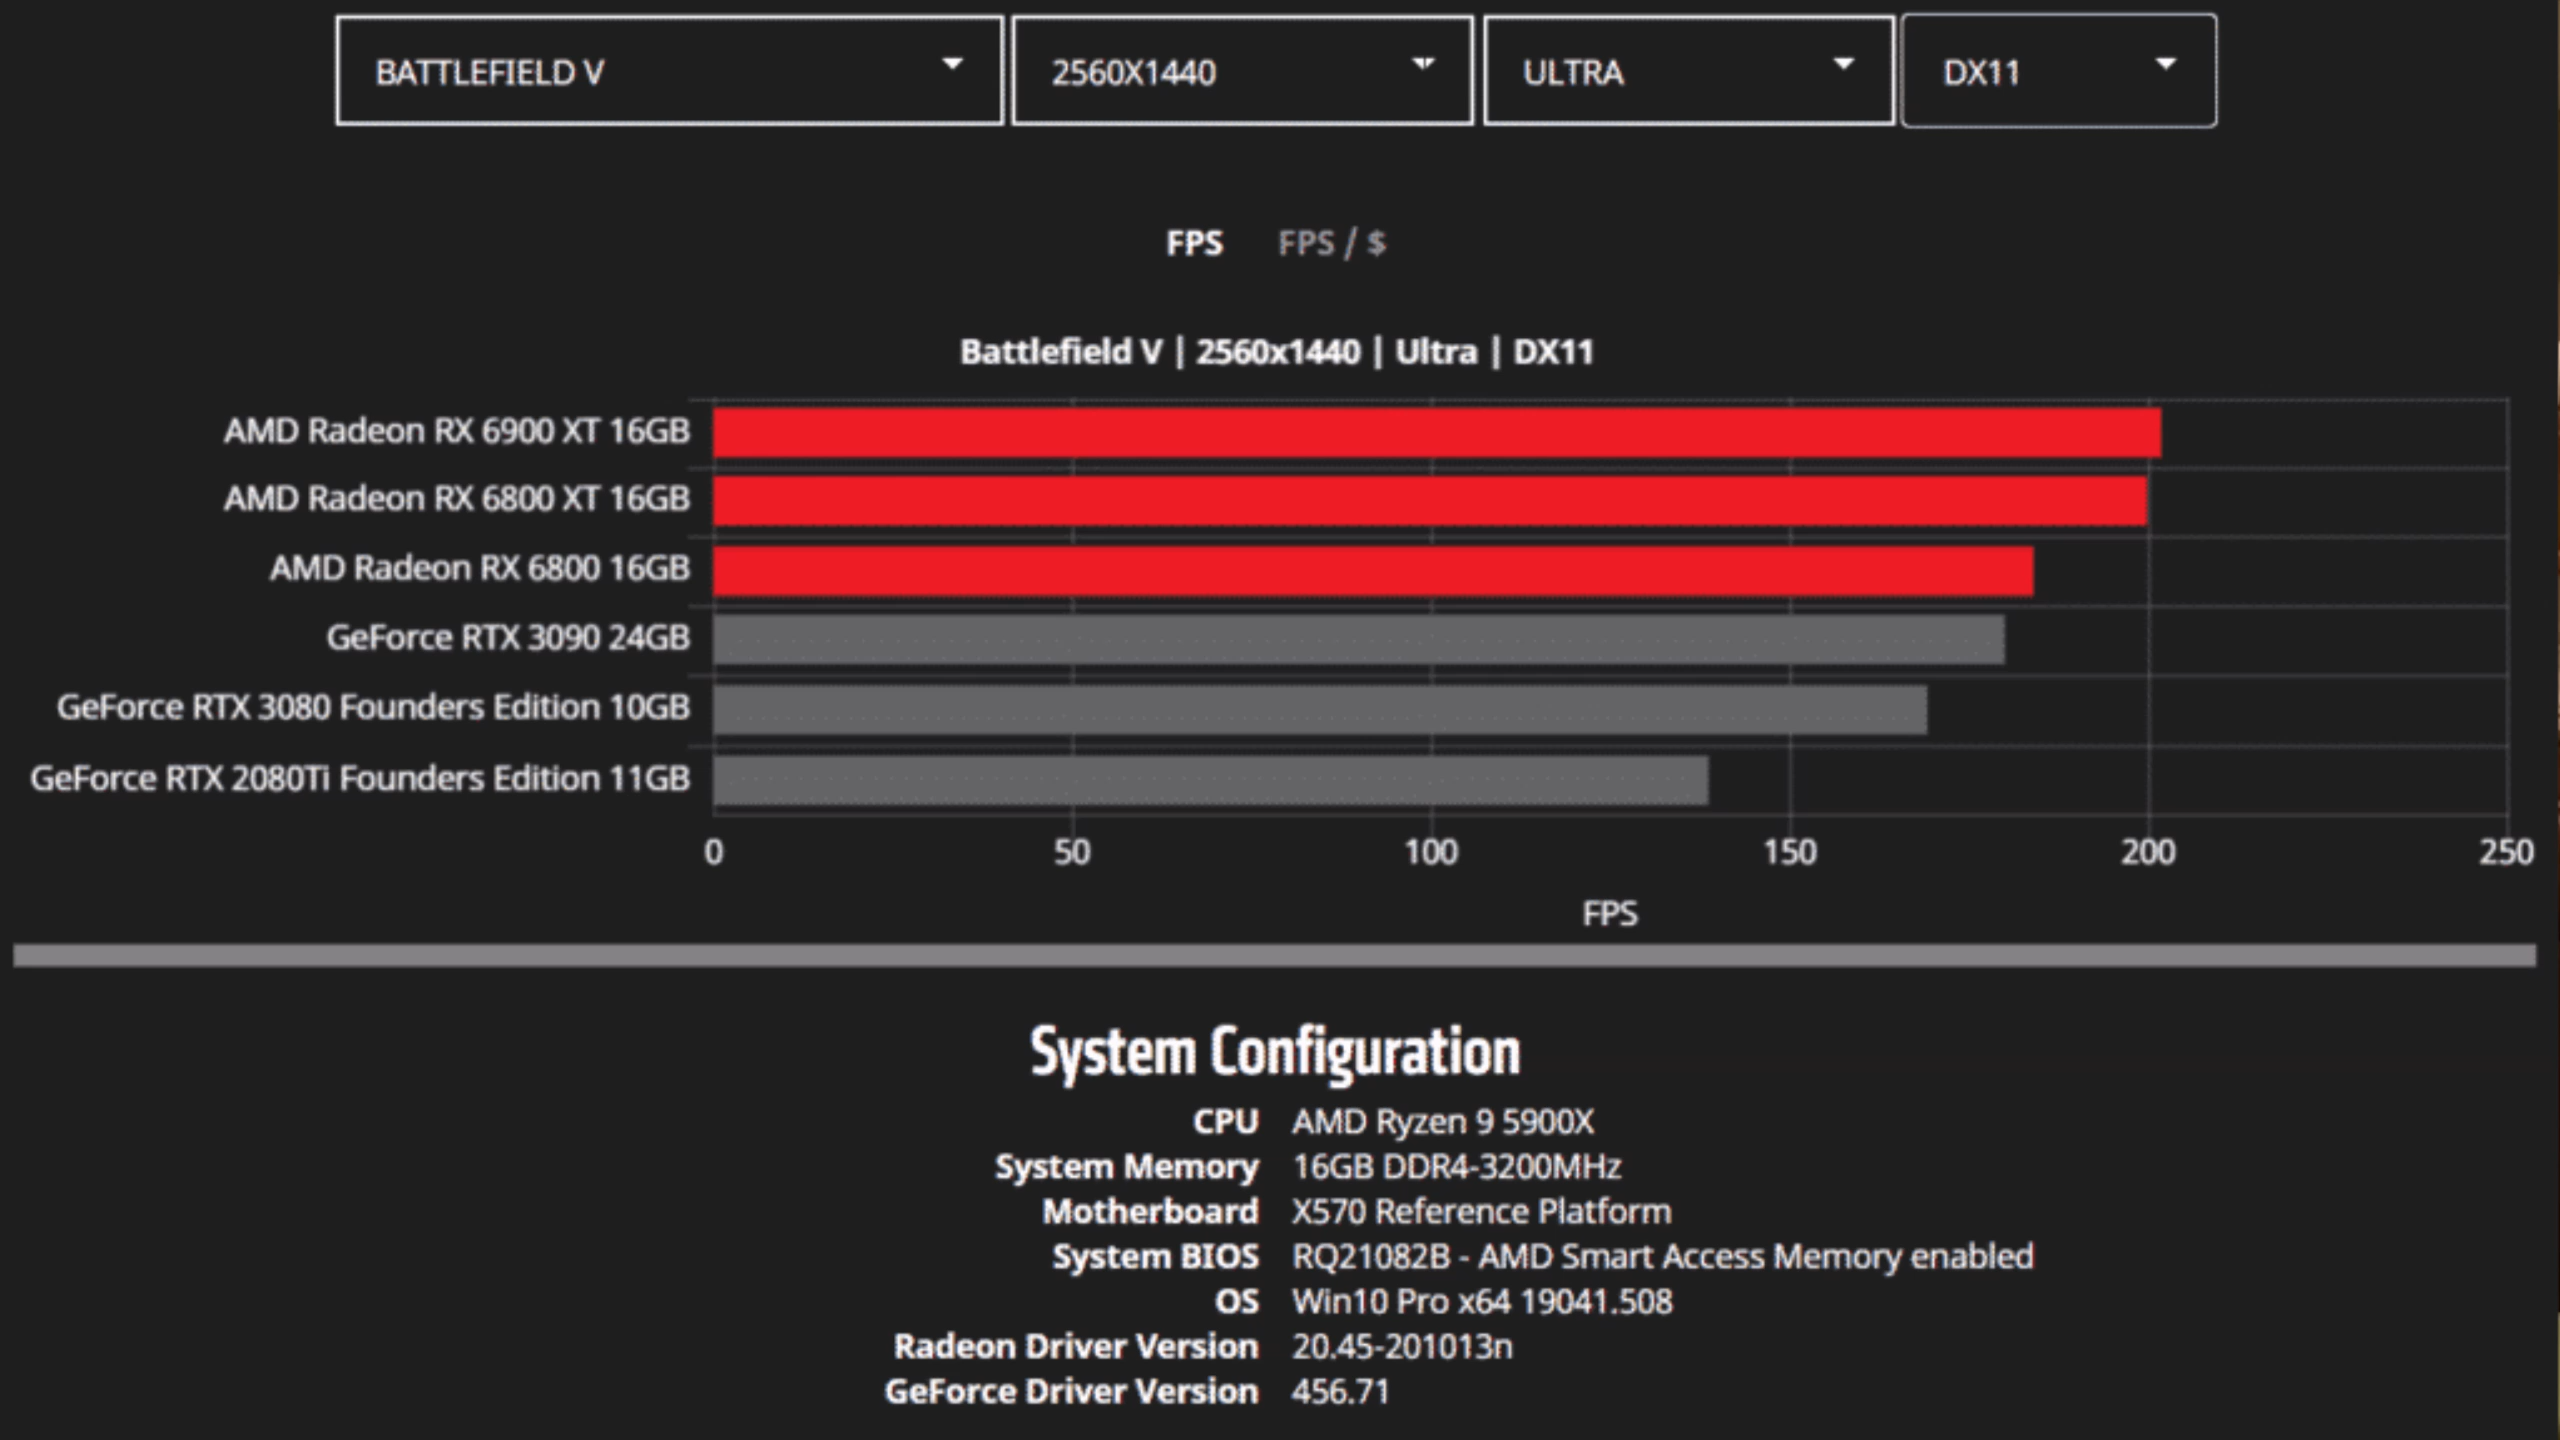 BATTLEFIELD V 2560X1440 ULTRA DX11
FPS FPS / $
Battlefield V | 2560x1440 | Ultra | DX11
AMD Radeon RX 6900 XT 16GB
AMD Radeon RX 6800 XT 16GB
AMD Radeon RX 6800 16GB
GeForce RTX 3090 24GB
GeForce RTX 3080 Founders Edition 10GB
GeForce RTX 2080Ti Founders Edition 11GB
0 50 100 150 200 250
FPS
System Configuration
CPU AMD Ryzen 9 5900X
System Memory 16GB DDR4-3200MHz
Motherboard X570 Reference Platform
System BIOS RQ21082B - AMD Smart Access Memory enabled
OS Win10 Pro x64 19041.508
Radeon Driver Version 20.45-201013n
GeForce Driver Version 456.71